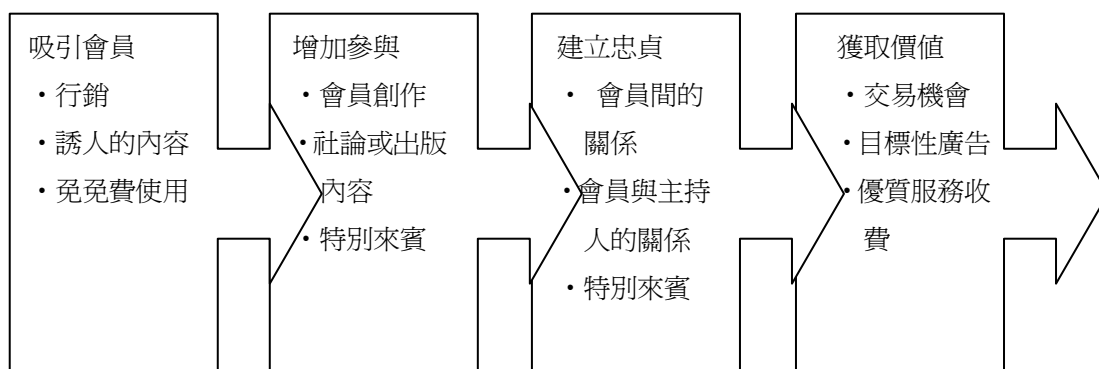 吸引會員
・行銷
・誘人的內容
・免免費使用
增加參與
・會員創作
・社論或出版
內容
・特別來賓
建立忠貞
・ 會員間的
關係
・會員與主持
人的關係
・特別來賓
獲取價值
・交易機會
・目標性廣告
・優質服務收
費